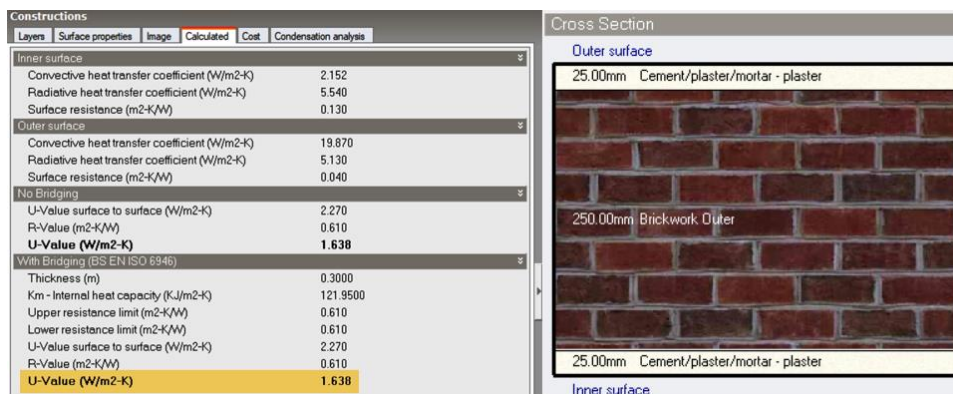 Constructions
Layers Surface properties Image Calculated Cost Condensation analysis
Inner surface
Convective heat transfer coefficient (W/m2-K) 2.152
Radiative heat transfer coefficient (W/m2-K) 5.540
Surface resistance (m2-K/W) 0.130
Outer surface
Convective heat transfer coefficient (W/m2-K) 19.870
Radiative heat transfer coefficient (W/m2-K) 5.130
Surface resistance (m2-K/W) 0.040
No Bridging
U-Value surface to surface (W/m2-K) 2.270
R-Value (m2-K/W) 0.610
U-Value (W/m2-K) 1.638
With Bridging (BS EN ISO 6946)
Thickness (m) 0.3000
Km - Internal heat capacity (KJ/m2-K) 121.9500
Upper resistance limit (m2-K/W) 0.610
Lower resistance limit (m2-K/W) 0.610
U-Value surface to surface (W/m2-K) 2.270
R-Value (m2-K/W) 0.610
U-Value (W/m2-K) 1.638
Cross Section
Outer surface
25.00mm Cement/plaster/mortar - plaster
250.00mm Brickwork Outer
25.00mm Cement/plaster/mortar - plaster
Inner surface